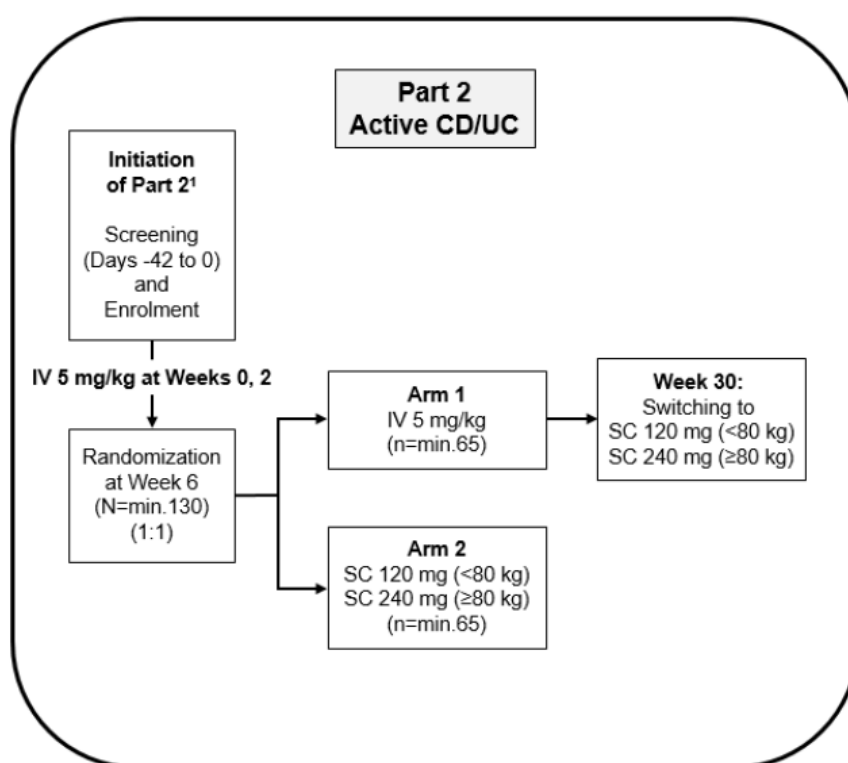 Part 2
Active CD/UC
Initiation
of Part 2¹
Screening
(Days -42 to 0)
and
Enrolment
IV 5 mg/kg at Weeks 0, 2
Randomization
at Week 6
(N=min.130)
(1:1)
Arm 1
IV 5 mg/kg
(n=min.65)
Week 30:
Switching to
SC 120 mg (<80 kg)
SC 240 mg (≥80 kg)
Arm 2
SC 120 mg (<80 kg)
SC 240 mg (≥80 kg)
(n=min.65)